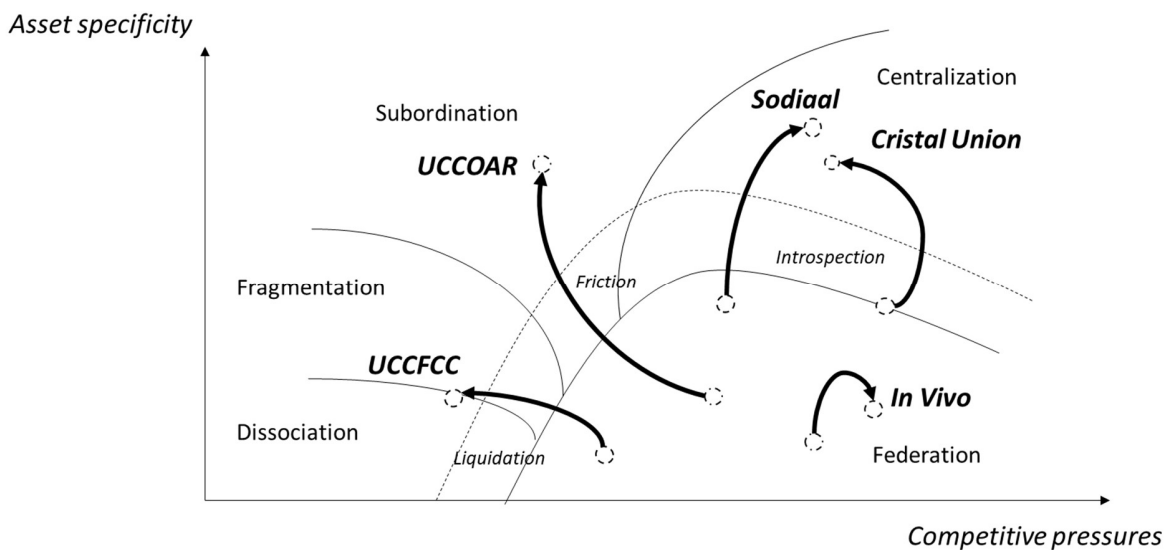 Asset specificity
Centralization
Sodiaal
Subordination
Cristal Union
UCCOAR
Introspection
Friction
Fragmentation
UCCFCC
In Vivo
Dissociation
Liquidation
Federation
Competitive pressures